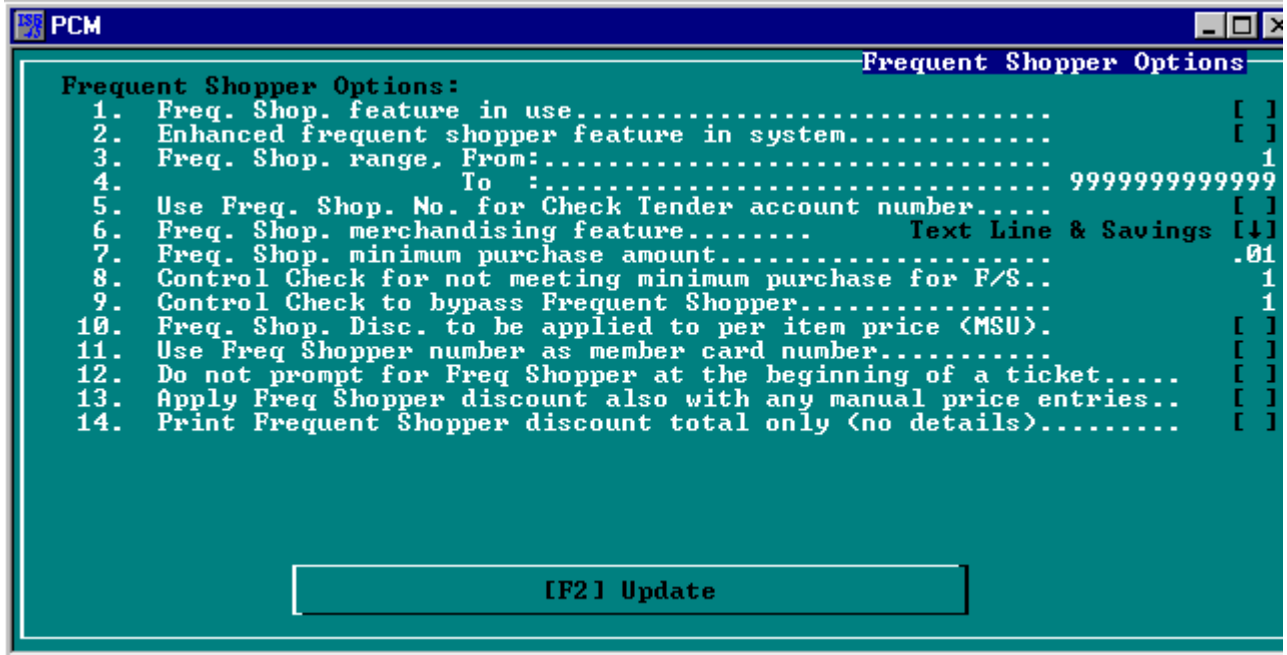 ISS
45
PCM
Frequent Shopper Options
Frequent Shopper Options:
1. Freq. Shop. feature in use.............................. [ ]
2. Enhanced frequent shopper feature in system............. [ ]
3. Freq. Shop. range, From:................................ 1
4. To :................................ 9999999999999
5. Use Freq. Shop. No. for Check Tender account number..... [ ]
6. Freq. Shop. merchandising feature........ Text Line & Savings [↓]
7. Freq. Shop. minimum purchase amount..................... .01
8. Control Check for not meeting minimum purchase for F/S.. 1
9. Control Check to bypass Frequent Shopper................ 1
10. Freq. Shop. Disc. to be applied to per item price (MSU). [ ]
11. Use Freq Shopper number as member card number........... [ ]
12. Do not prompt for Freq Shopper at the beginning of a ticket..... [ ]
13. Apply Freq Shopper discount also with any manual price entries.. [ ]
14. Print Frequent Shopper discount total only (no details)......... [ ]
[F2] Update